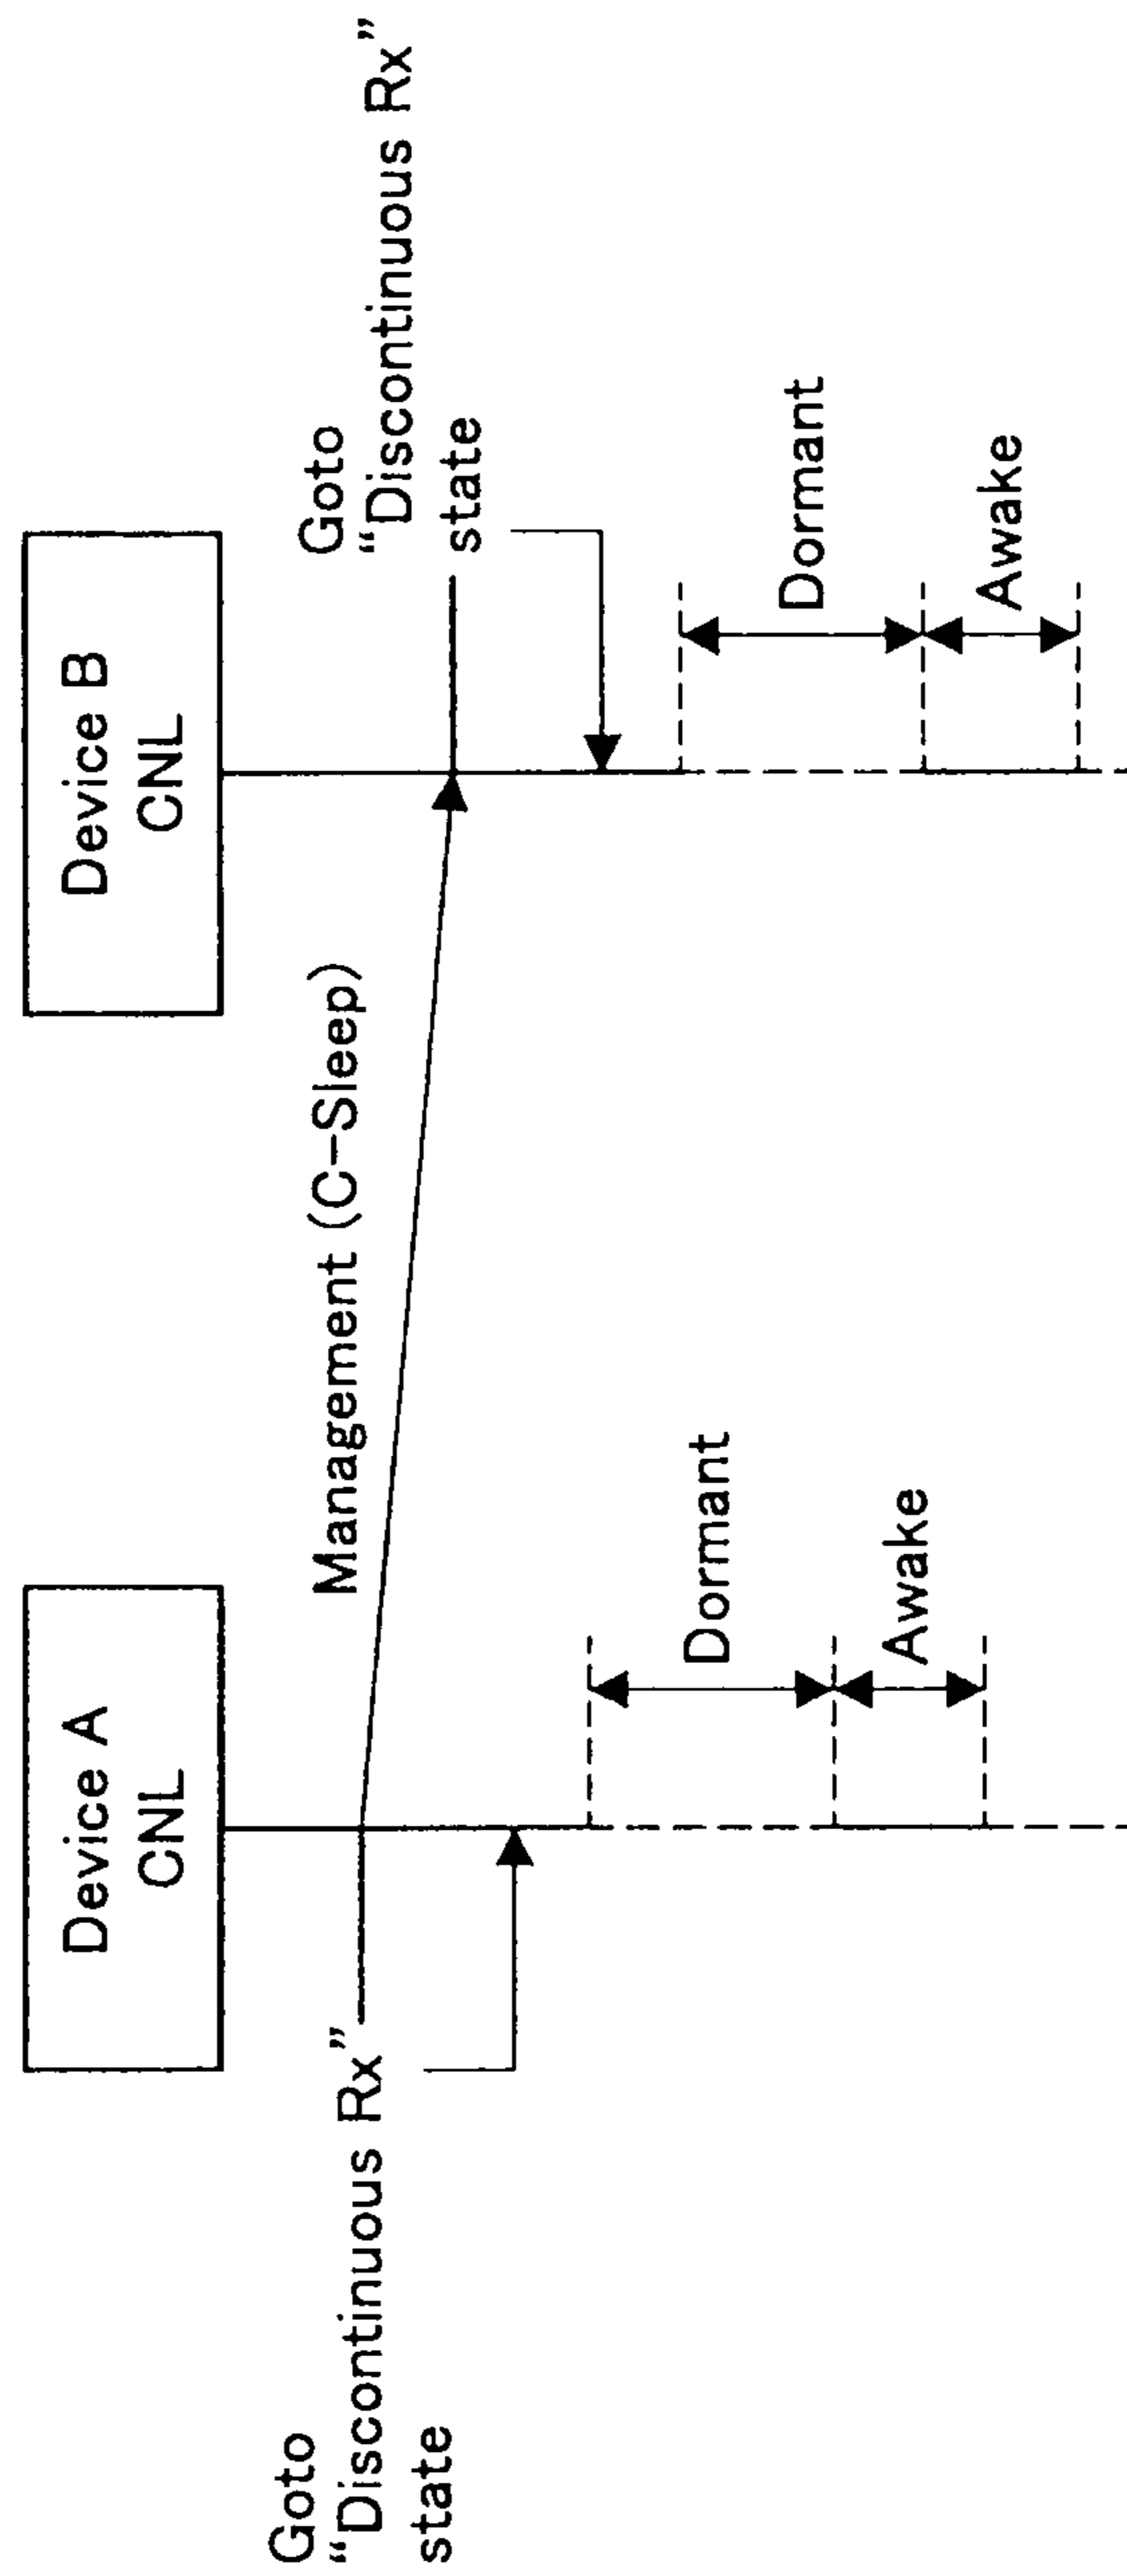 Device A
CNL
Device B
CNL
Management (C-Sleep)
Goto
“Discontinuous Rx”
state
Goto
“Discontinuous Rx”
state
Dormant
Awake
Dormant
Awake